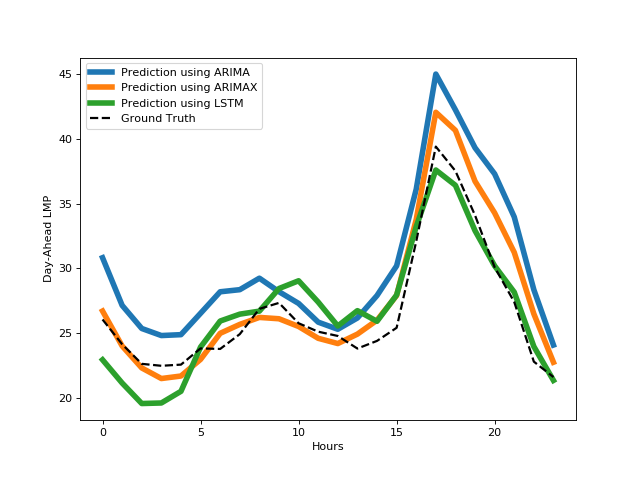 45
40
35
30
25
20
Day-Ahead LMP
Prediction using ARIMA
Prediction using ARIMAX
Prediction using LSTM
Ground Truth
0
5
10
15
20
Hours